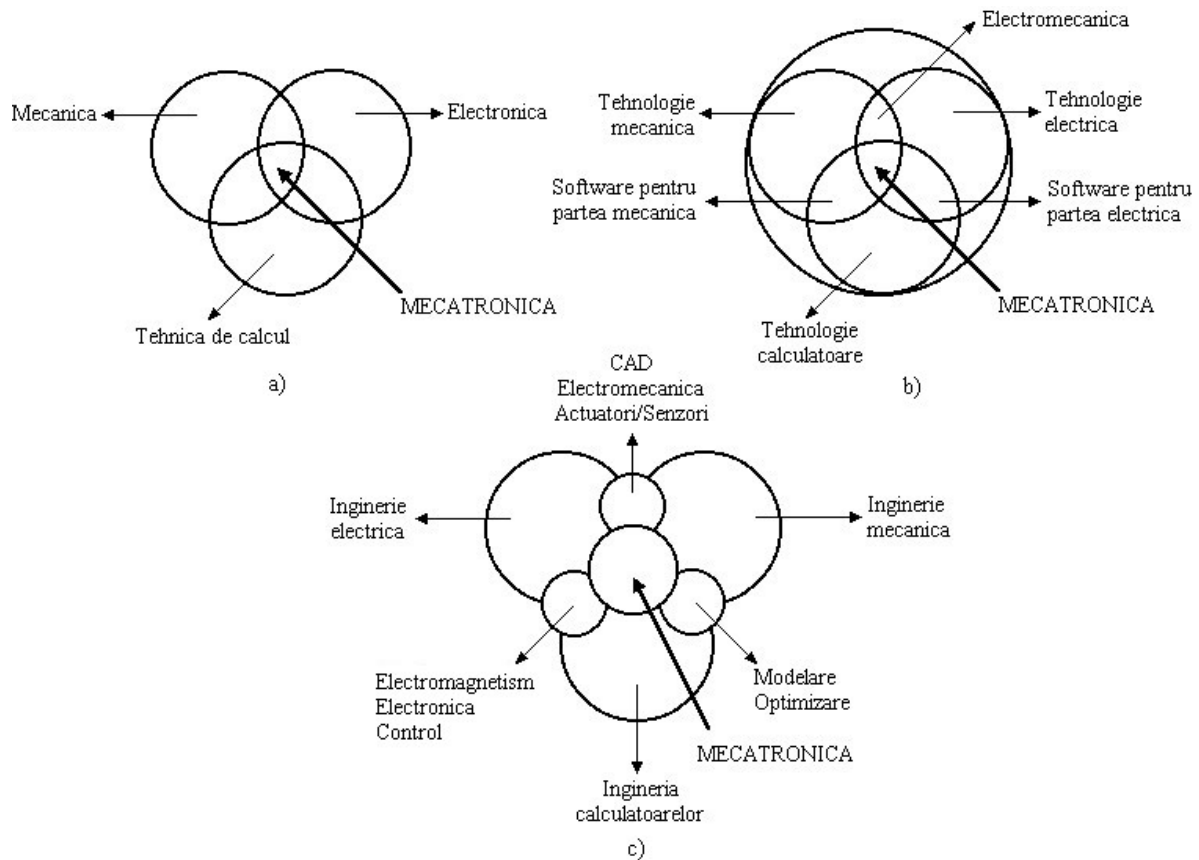 Mecanica
Electronica
Tehnica de calcul
MECATRONICA
a)
Electromecanica
Tehnologie
mecanica
Tehnologie
electrica
Software pentru
partea mecanica
Software pentru
partea electrica
Tehnologie
calculatoare
MECATRONICA
b)
CAD
Electromecanica
Actuatori/Senzori
Inginerie
electrica
Inginerie
mecanica
Electromagnetism
Electronica
Control
Modelare
Optimizare
MECATRONICA
Ingineria
calculatoarelor
c)